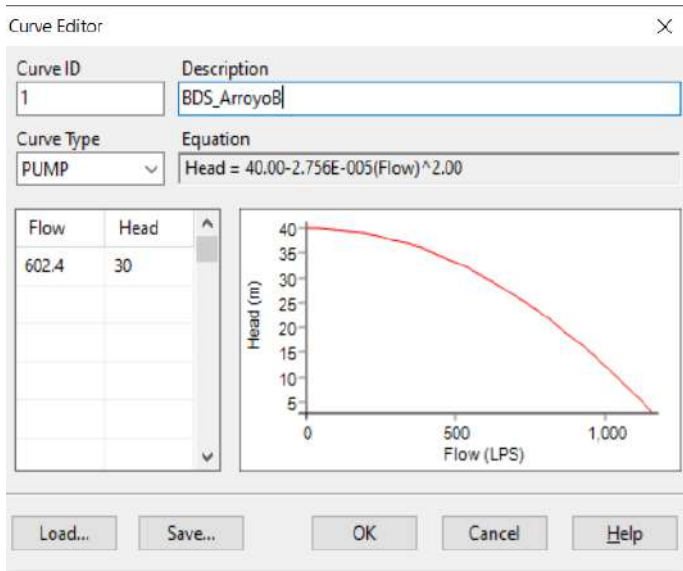 Curve Editor
Curve ID
Description
1
BDS_ArroyoB
Curve Type
Equation
PUMP
Head = 40.00-2.756E-005(Flow)^2.00
Flow Head
602.4 30
Head (m)
40
35
30
25
20
15
10
5
0 500 1,000
Flow (LPS)
Load... Save... OK Cancel Help